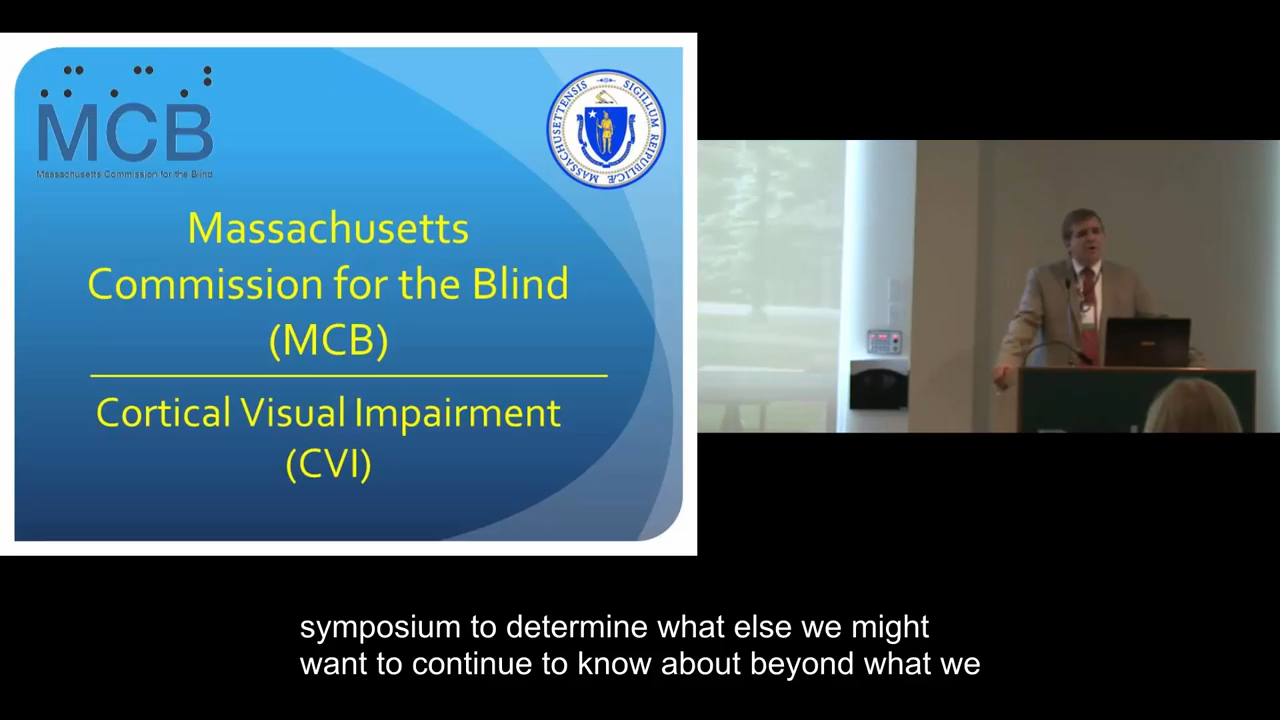 MCB
Massachusetts Commission for the Blind
MASSACHUSETTENSIS SIGILLUM REIPUBLICÆ
Massachusetts
Commission for the Blind
(MCB)
Cortical Visual Impairment
(CVI)
symposium to determine what else we might
want to continue to know about beyond what we